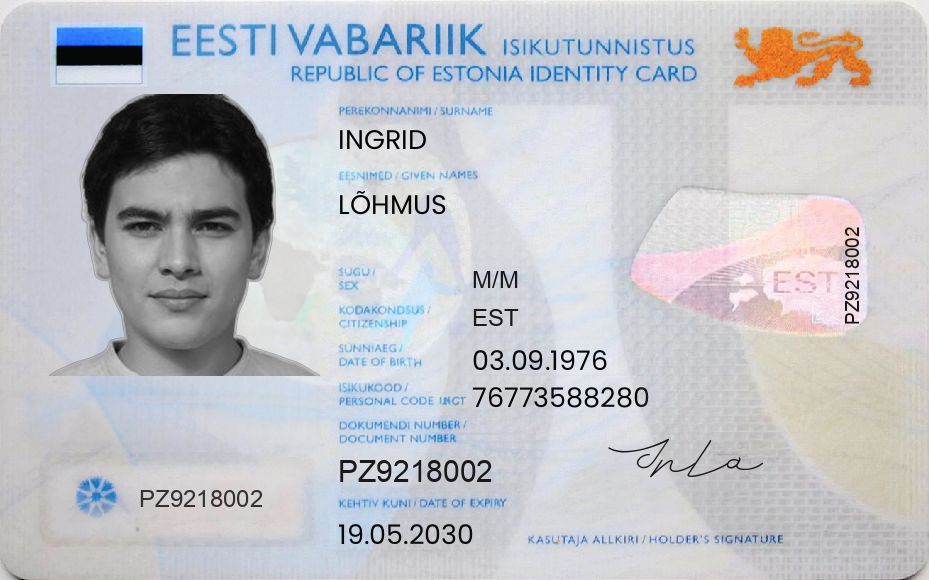 EESTI VABARIIK ISIKUTUNNISTUS
REPUBLIC OF ESTONIA IDENTITY CARD
PEREKONNANIMI / SURNAME
INGRID
EESNIMED / GIVEN NAMES
LÕHMUS
SUGU /
SEX
M/M
KODAKONDSUS /
CITIZENSHIP
EST
SÜNNIAEG /
DATE OF BIRTH
03.09.1976
ISIKUKOOD /
PERSONAL CODE
76773588280
DOKUMENDI NUMBER /
DOCUMENT NUMBER
PZ9218002
KEHTIV KUNI / DATE OF EXPIRY
19.05.2030
KASUTAJA ALLKIRI / HOLDER'S SIGNATURE
PZ9218002
EST
PZ9218002